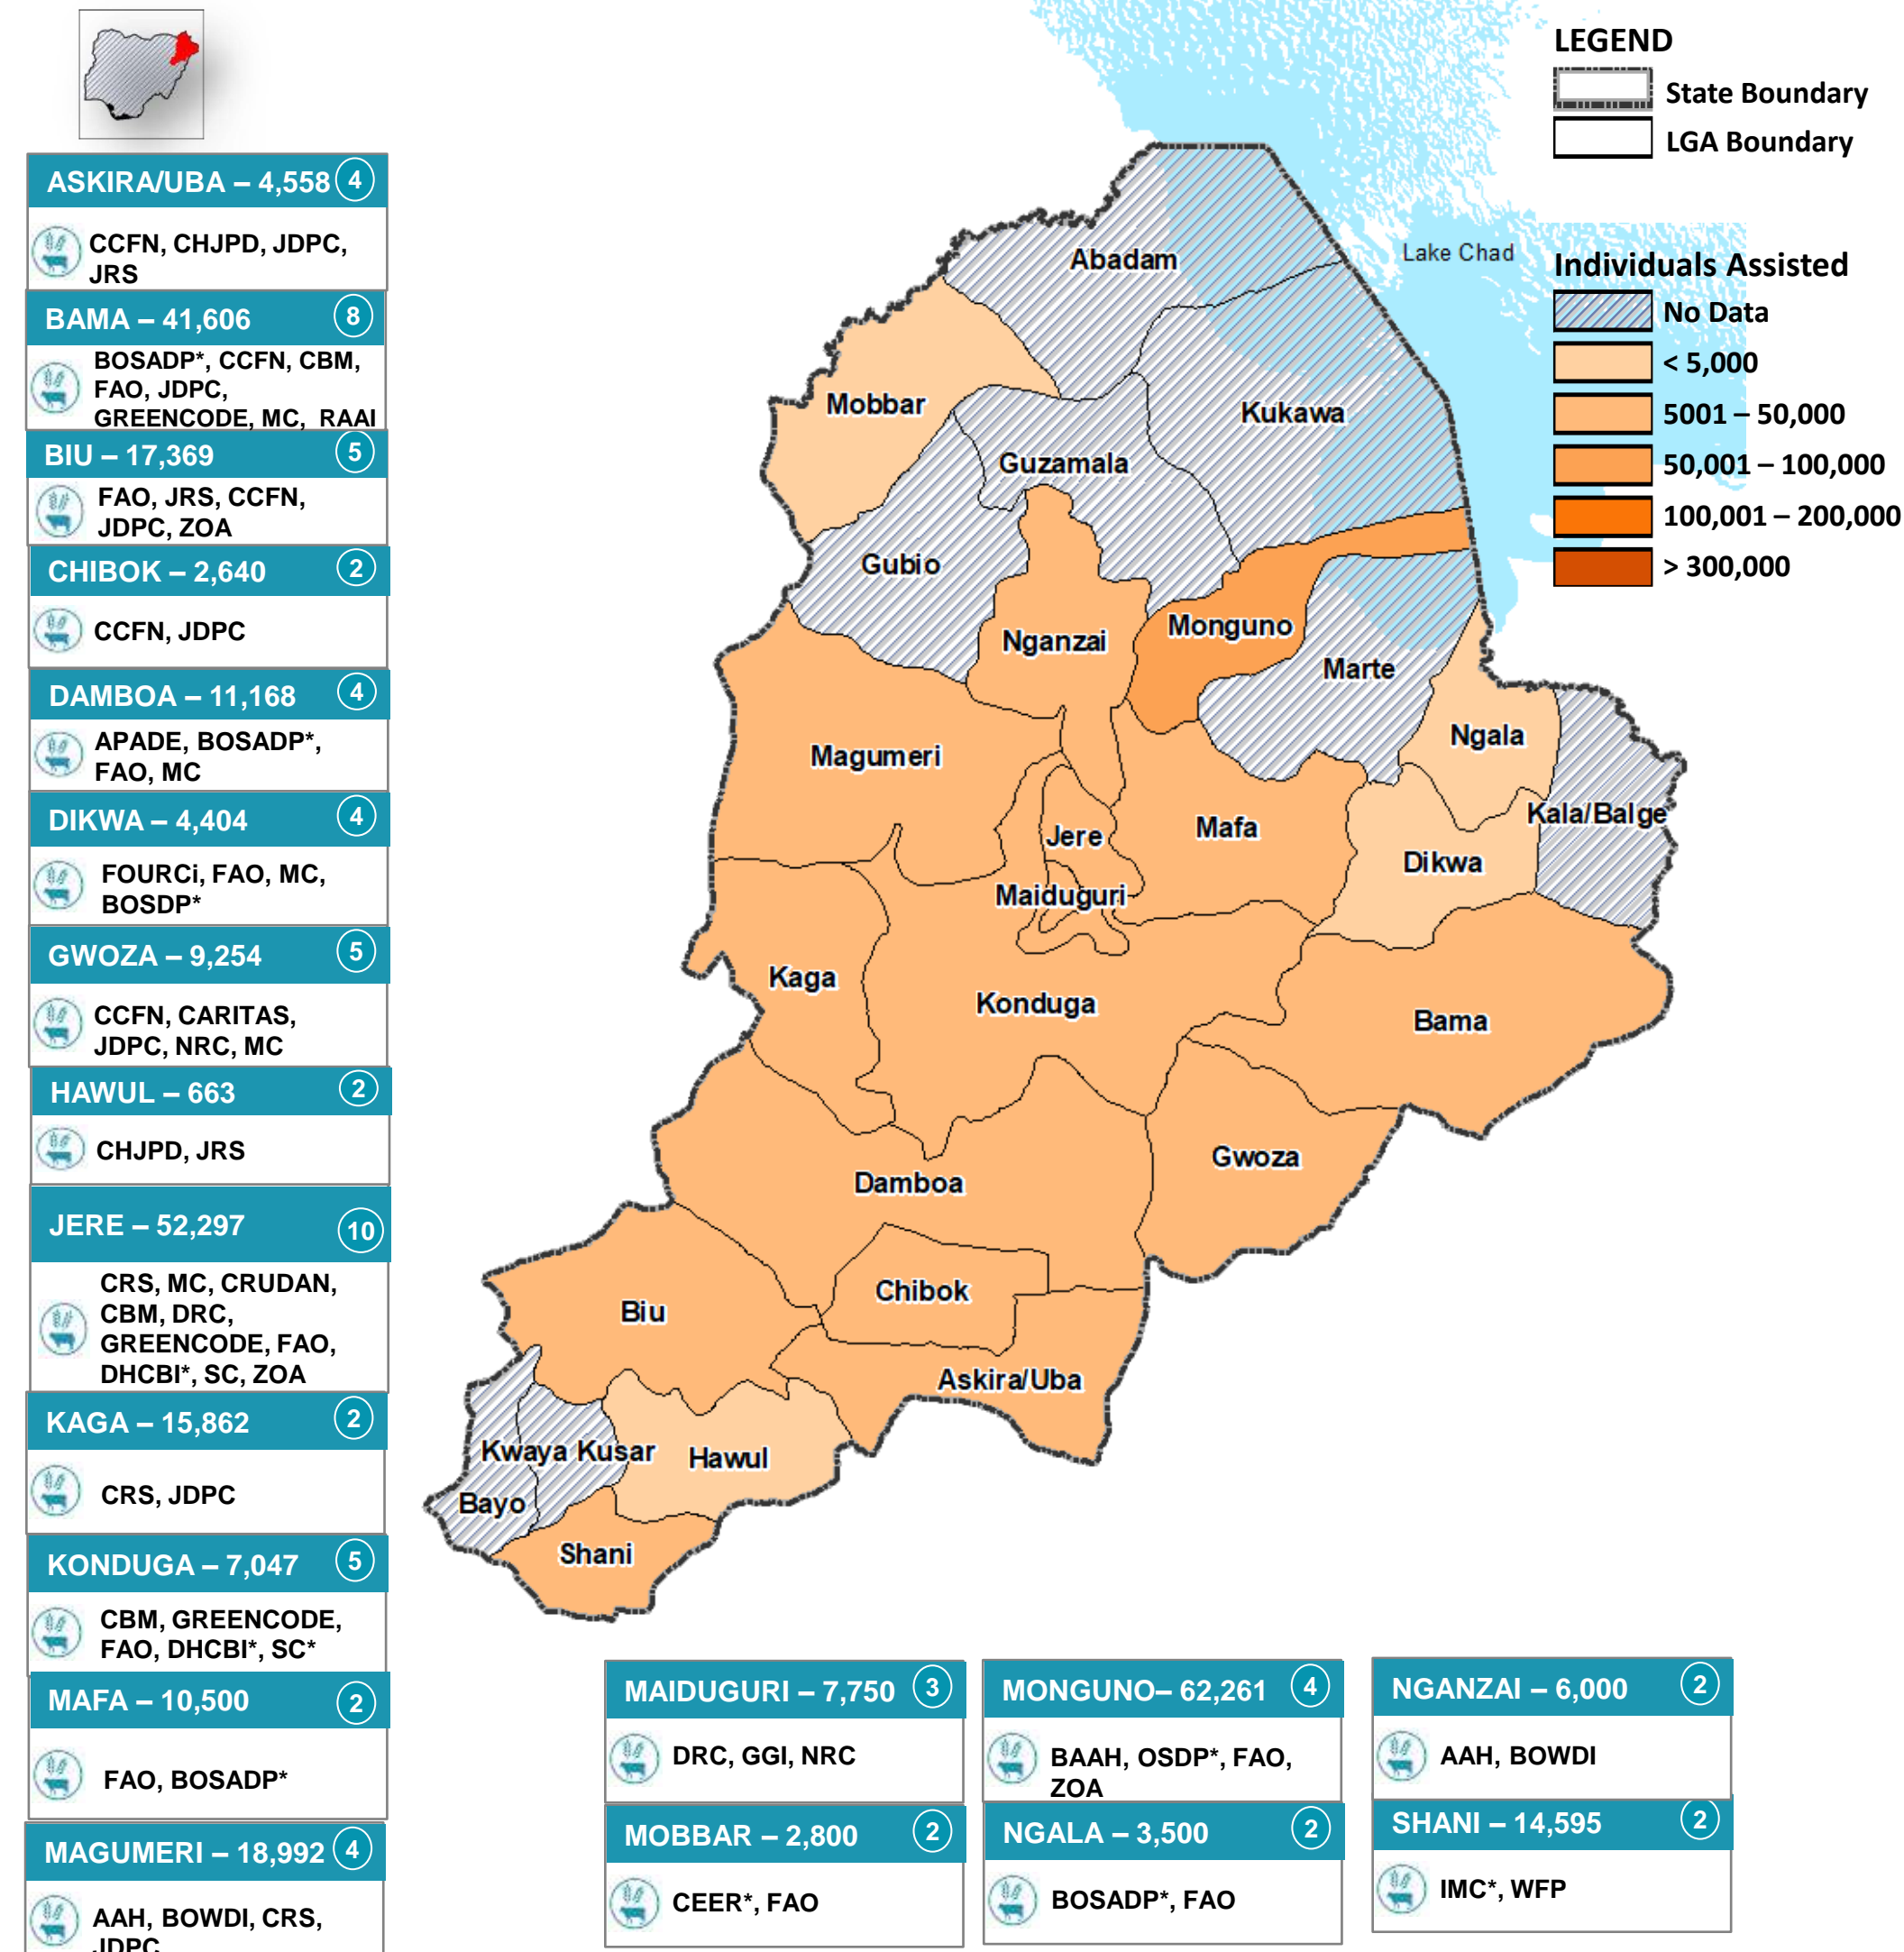 ASKIRA/UBA – 4,558 4
CCFN, CHJPD, JDPC,
JRS
BAMA – 41,606 8
BOSADP*, CCFN, CBM,
FAO, JDPC,
GREENCODE, MC, RAAI
BIU – 17,369 5
FAO, JRS, CCFN,
JDPC, ZOA
CHIBOK – 2,640 2
CCFN, JDPC
DAMBOA – 11,168 4
APADE, BOSADP*,
FAO, MC
DIKWA – 4,404 4
FOURCi, FAO, MC,
BOSDP*
GWOZA – 9,254 5
CCFN, CARITAS,
JDPC, NRC, MC
HAWUL – 663 2
CHJPD, JRS
JERE – 52,297 10
CRS, MC, CRUDAN,
CBM, DRC,
GREENCODE, FAO,
DHCBI*, SC, ZOA
KAGA – 15,862 2
CRS, JDPC
KONDUGA – 7,047 5
CBM, GREENCODE,
FAO, DHCBI*, SC*
MAFA – 10,500 2
FAO, BOSADP*
MAGUMERI – 18,992 4
AAH, BOWDI, CRS,
JDPC
LEGEND
State Boundary
LGA Boundary
Individuals Assisted
No Data
< 5,000
5001 – 50,000
50,001 – 100,000
100,001 – 200,000
> 300,000
Lake Chad
Abadam
Mobbar
Kukawa
Guzamala
Gubio
Monguno
Nganzai
Marte
Ngala
Magumeri
Kala/Balge
Mafa
Jere
Dikwa
Maiduguri
Kaga
Konduga
Bama
Gwoza
Damboa
Chibok
Biu
Askira/Uba
Kwaya Kusar
Hawul
Bayo
Shani
MAIDUGURI – 7,750 3
DRC, GGI, NRC
MONGUNO– 62,261 4
BAAH, OSDP*, FAO,
ZOA
NGANZAI – 6,000 2
AAH, BOWDI
MOBBAR – 2,800 2
CEER*, FAO
NGALA – 3,500 2
BOSADP*, FAO
SHANI – 14,595 2
IMC*, WFP